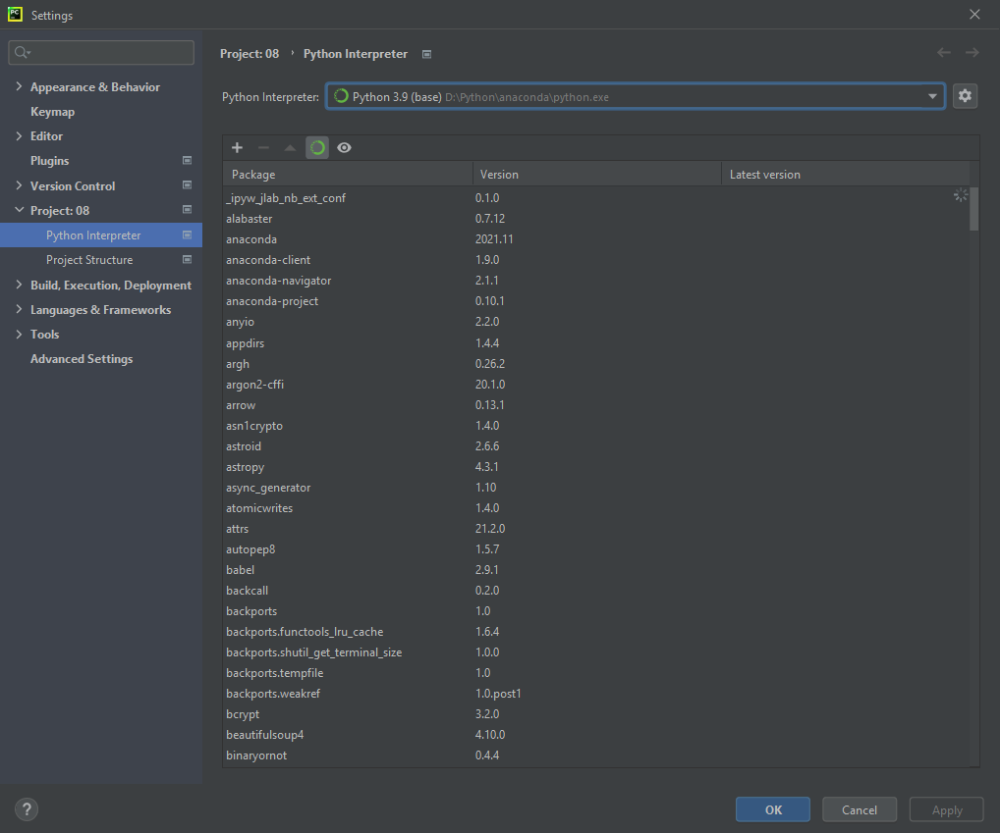 Settings
Project: 08 › Python Interpreter
Appearance & Behavior
Keymap
Editor
Plugins
Version Control
Project: 08
Python Interpreter
Project Structure
Build, Execution, Deployment
Languages & Frameworks
Tools
Advanced Settings
Python Interpreter: Python 3.9 (base) D:\Python\anaconda\python.exe
Package Version Latest version
_ipyw_jlab_nb_ext_conf 0.1.0
alabaster 0.7.12
anaconda 2021.11
anaconda-client 1.9.0
anaconda-navigator 2.1.1
anaconda-project 0.10.1
anyio 2.2.0
appdirs 1.4.4
argh 0.26.2
argon2-cffi 20.1.0
arrow 0.13.1
asn1crypto 1.4.0
astroid 2.6.6
astropy 4.3.1
async_generator 1.10
atomicwrites 1.4.0
attrs 21.2.0
autopep8 1.5.7
babel 2.9.1
backcall 0.2.0
backports 1.0
backports.functools_lru_cache 1.6.4
backports.shutil_get_terminal_size 1.0.0
backports.tempfile 1.0
backports.weakref 1.0.post1
bcrypt 3.2.0
beautifulsoup4 4.10.0
binaryornot 0.4.4
? OK Cancel Apply